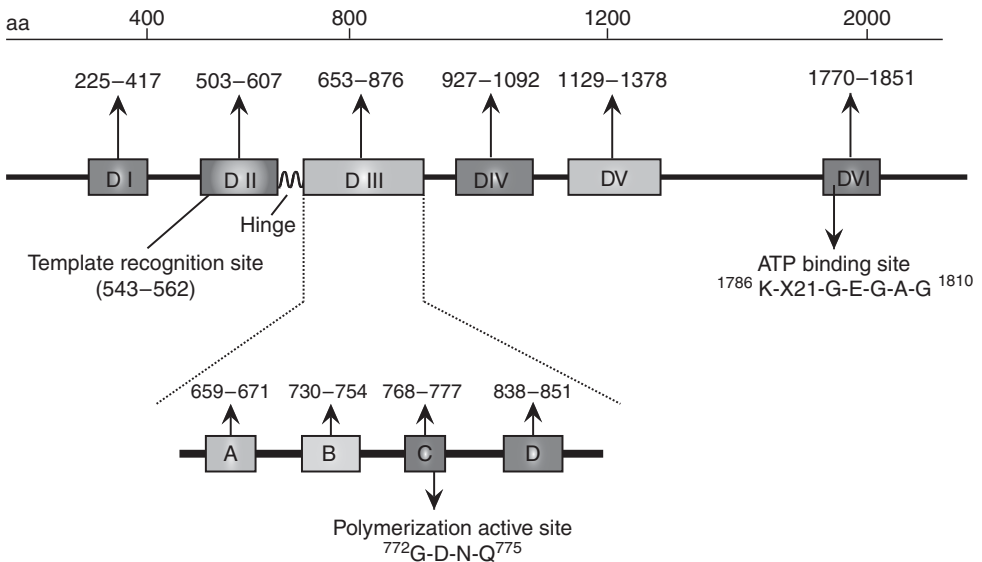 aa 400 800 1200 2000
225–417 503–607 653–876 927–1092 1129–1378 1770–1851
D I D II D III DIV DV DVI
Hinge
Template recognition site
(543–562)
ATP binding site
1786 K-X21-G-E-G-A-G 1810
659–671 730–754 768–777 838–851
A B C D
Polymerization active site
772G-D-N-Q775